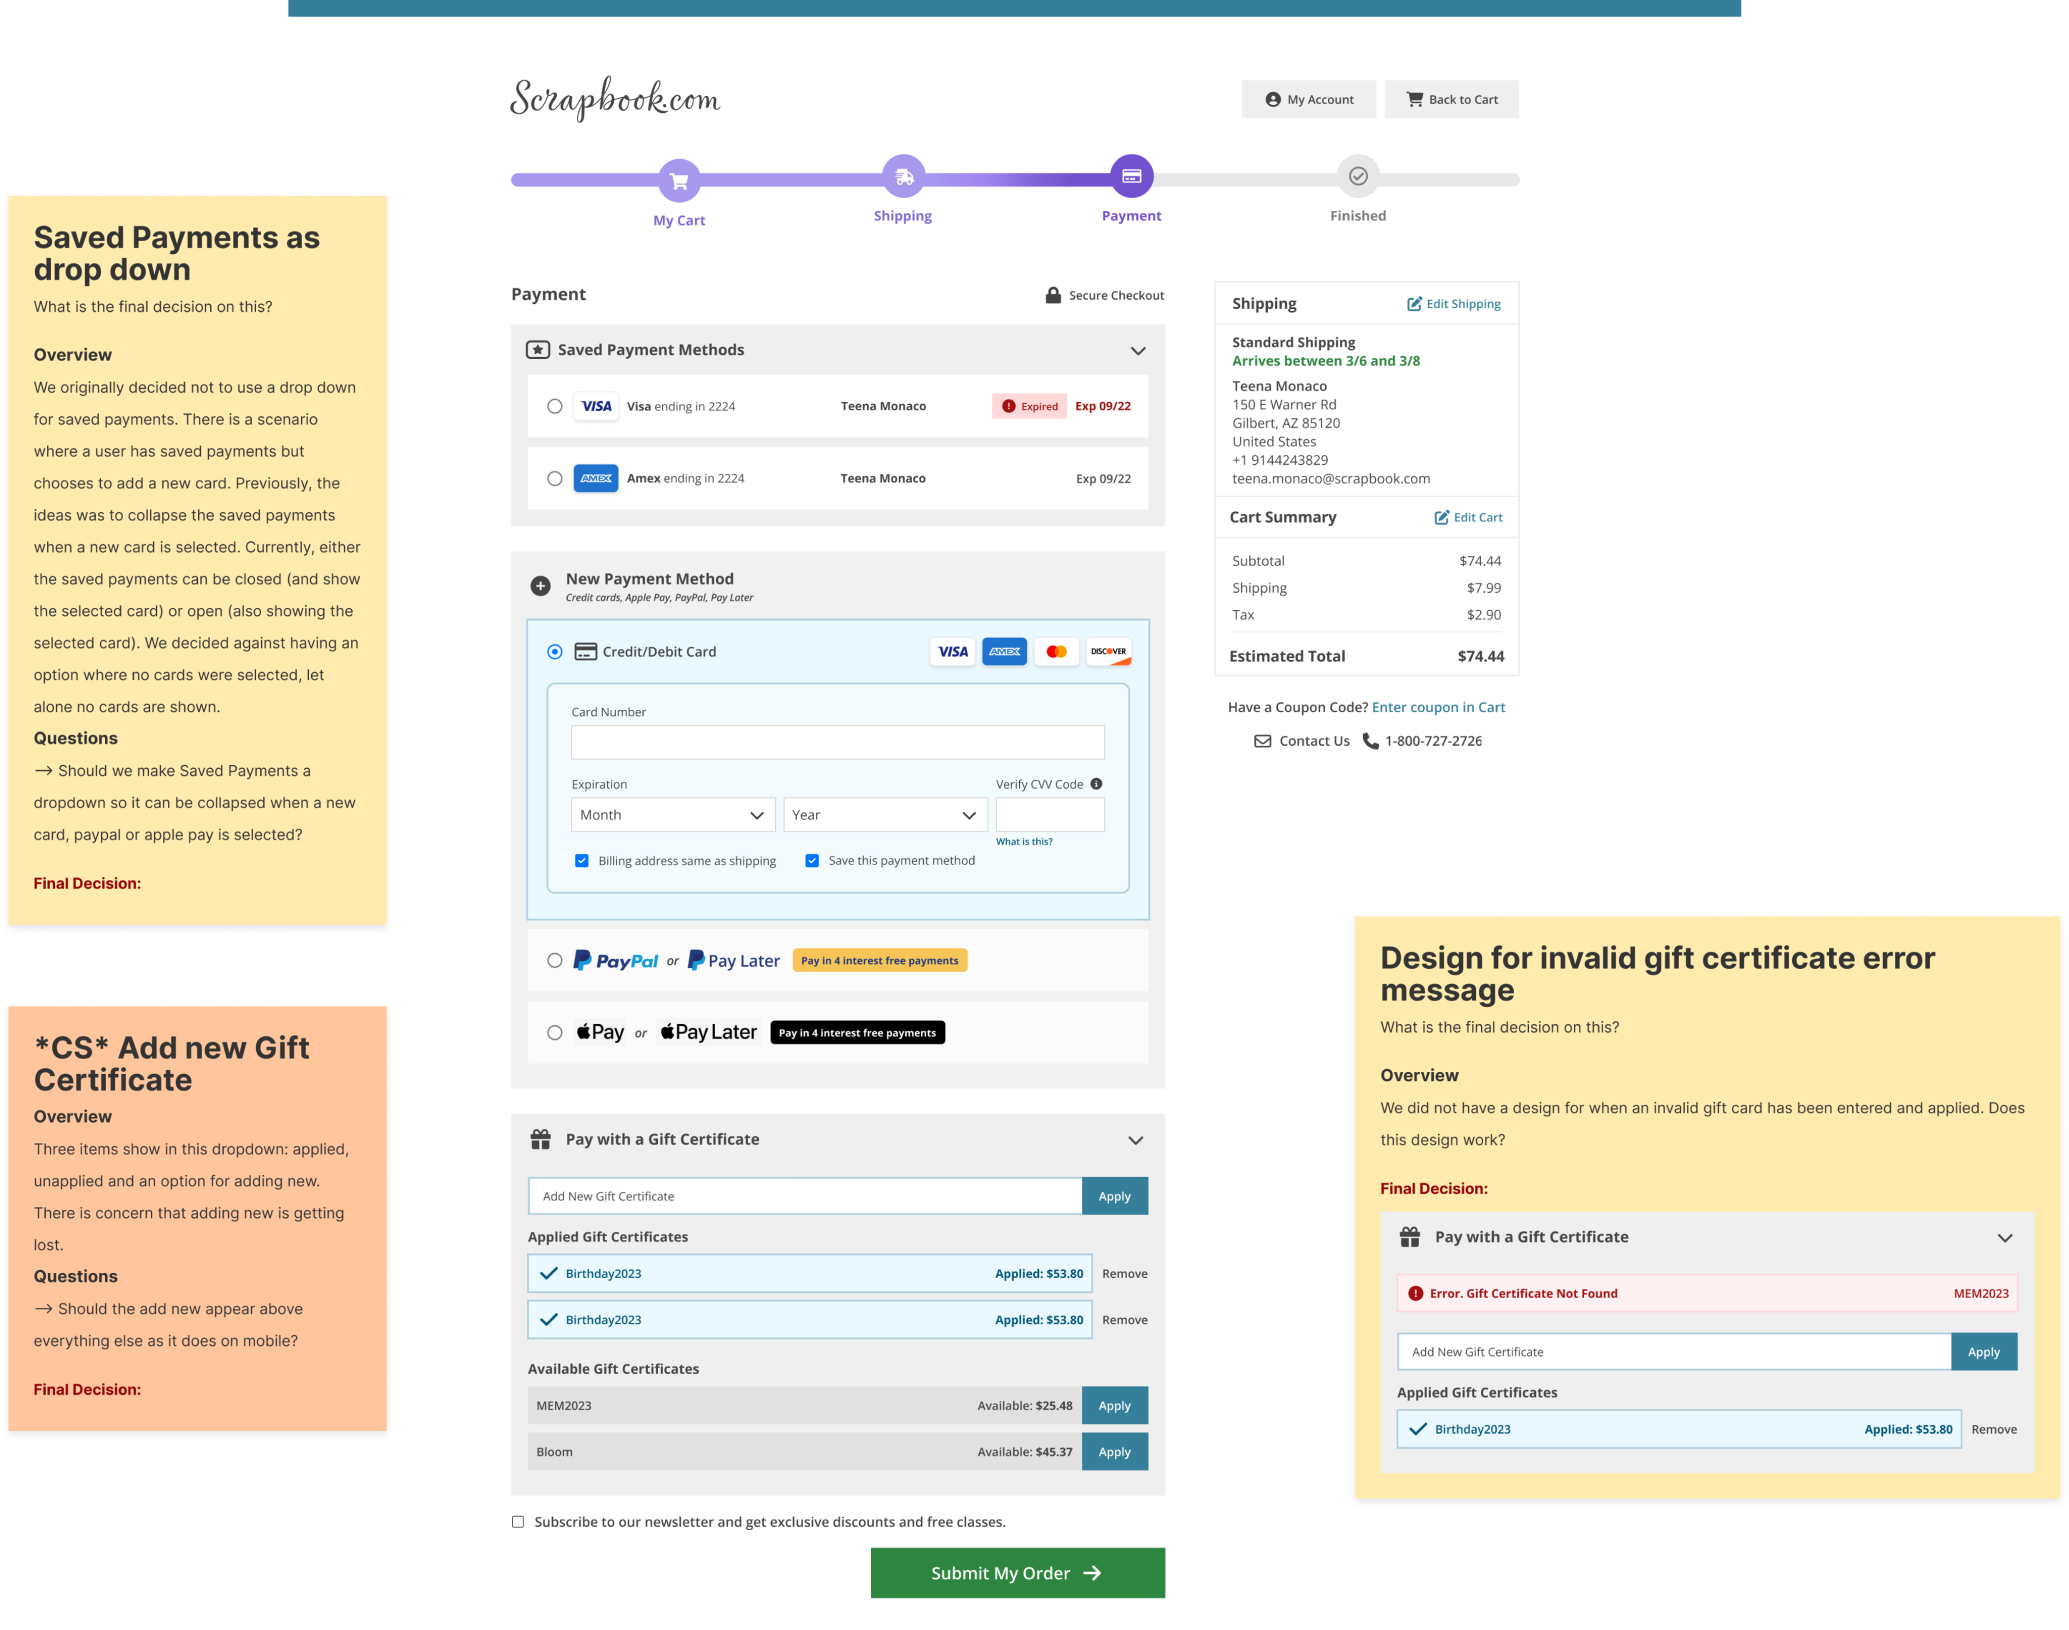 Scrapbook.com
My Account
Back to Cart
My Cart
Shipping
Payment
Finished
Saved Payments as
drop down
What is the final decision on this?
Overview
We originally decided not to use a drop down
for saved payments. There is a scenario
where a user has saved payments but
chooses to add a new card. Previously, the
ideas was to collapse the saved payments
when a new card is selected. Currently, either
the saved payments can be closed (and show
the selected card) or open (also showing the
selected card). We decided against having an
option where no cards were selected, let
alone no cards are shown.
Questions
→ Should we make Saved Payments a
dropdown so it can be collapsed when a new
card, paypal or apple pay is selected?
Final Decision:
*CS* Add new Gift
Certificate
Overview
Three items show in this dropdown: applied,
unapplied and an option for adding new.
There is concern that adding new is getting
lost.
Questions
→ Should the add new appear above
everything else as it does on mobile?
Final Decision:
Payment
Secure Checkout
Saved Payment Methods
VISA Visa ending in 2224 Teena Monaco Expired Exp 09/22
AMEX Amex ending in 2224 Teena Monaco Exp 09/22
New Payment Method
Credit cards, Apple Pay, PayPal, Pay Later
Credit/Debit Card VISA AMEX DISCOVER
Card Number
Expiration Verify CVV Code
Month Year
What is this?
Billing address same as shipping Save this payment method
PayPal or Pay Later Pay in 4 interest free payments
Pay or Pay Later Pay in 4 interest free payments
Pay with a Gift Certificate
Add New Gift Certificate Apply
Applied Gift Certificates
Birthday2023 Applied: $53.80 Remove
Birthday2023 Applied: $53.80 Remove
Available Gift Certificates
MEM2023 Available: $25.48 Apply
Bloom Available: $45.37 Apply
Subscribe to our newsletter and get exclusive discounts and free classes.
Submit My Order →
Shipping Edit Shipping
Standard Shipping
Arrives between 3/6 and 3/8
Teena Monaco
150 E Warner Rd
Gilbert, AZ 85120
United States
+1 9144243829
teena.monaco@scrapbook.com
Cart Summary Edit Cart
Subtotal $74.44
Shipping $7.99
Tax $2.90
Estimated Total $74.44
Have a Coupon Code? Enter coupon in Cart
Contact Us 1-800-727-2726
Design for invalid gift certificate error
message
What is the final decision on this?
Overview
We did not have a design for when an invalid gift card has been entered and applied. Does
this design work?
Final Decision:
Pay with a Gift Certificate
Error. Gift Certificate Not Found MEM2023
Add New Gift Certificate Apply
Applied Gift Certificates
Birthday2023 Applied: $53.80 Remove